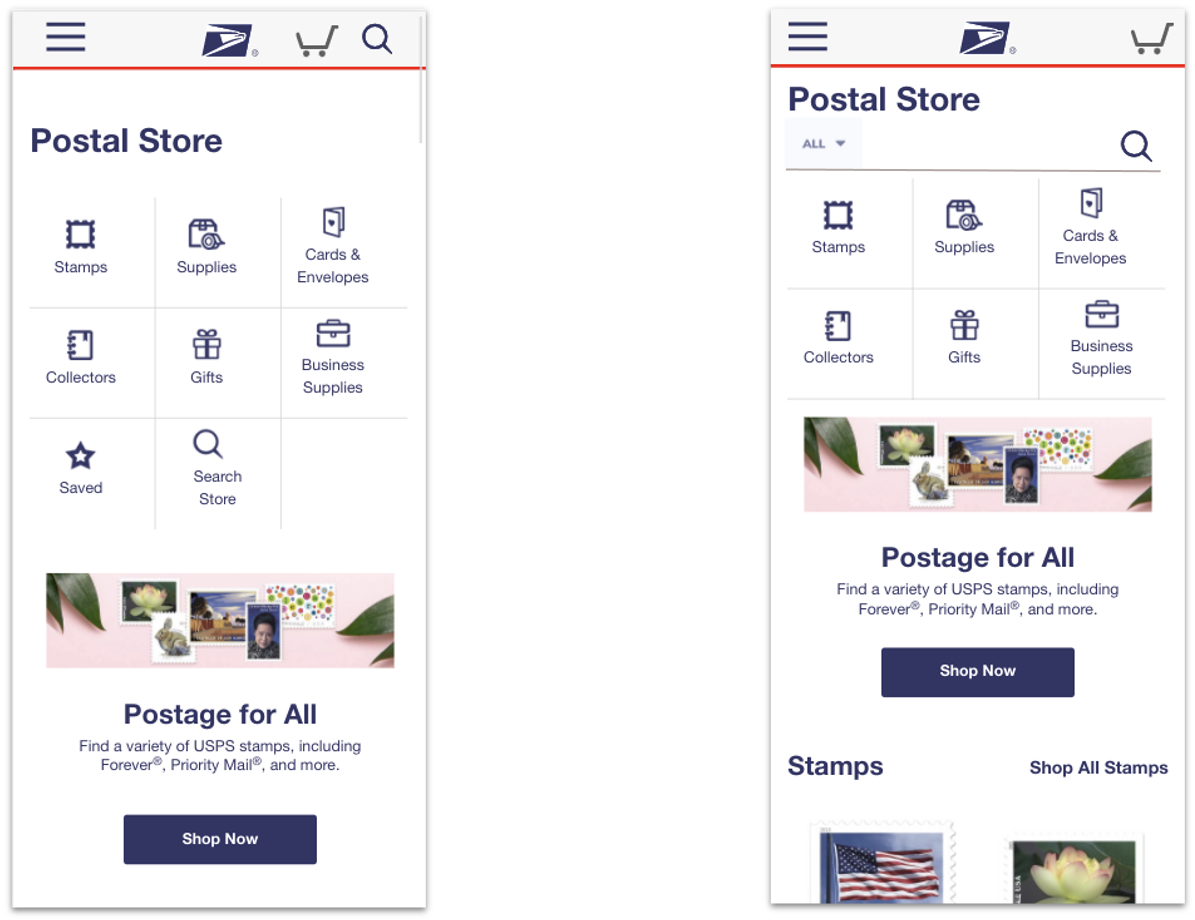 ®
Postal Store
Stamps
Supplies
Cards &
Envelopes
Collectors
Gifts
Business
Supplies
Saved
Search
Store
Postage for All
Find a variety of USPS stamps, including
Forever®, Priority Mail®, and more.
Shop Now
®
Postal Store
ALL
Stamps
Supplies
Cards &
Envelopes
Collectors
Gifts
Business
Supplies
Postage for All
Find a variety of USPS stamps, including
Forever®, Priority Mail®, and more.
Shop Now
Stamps
Shop All Stamps